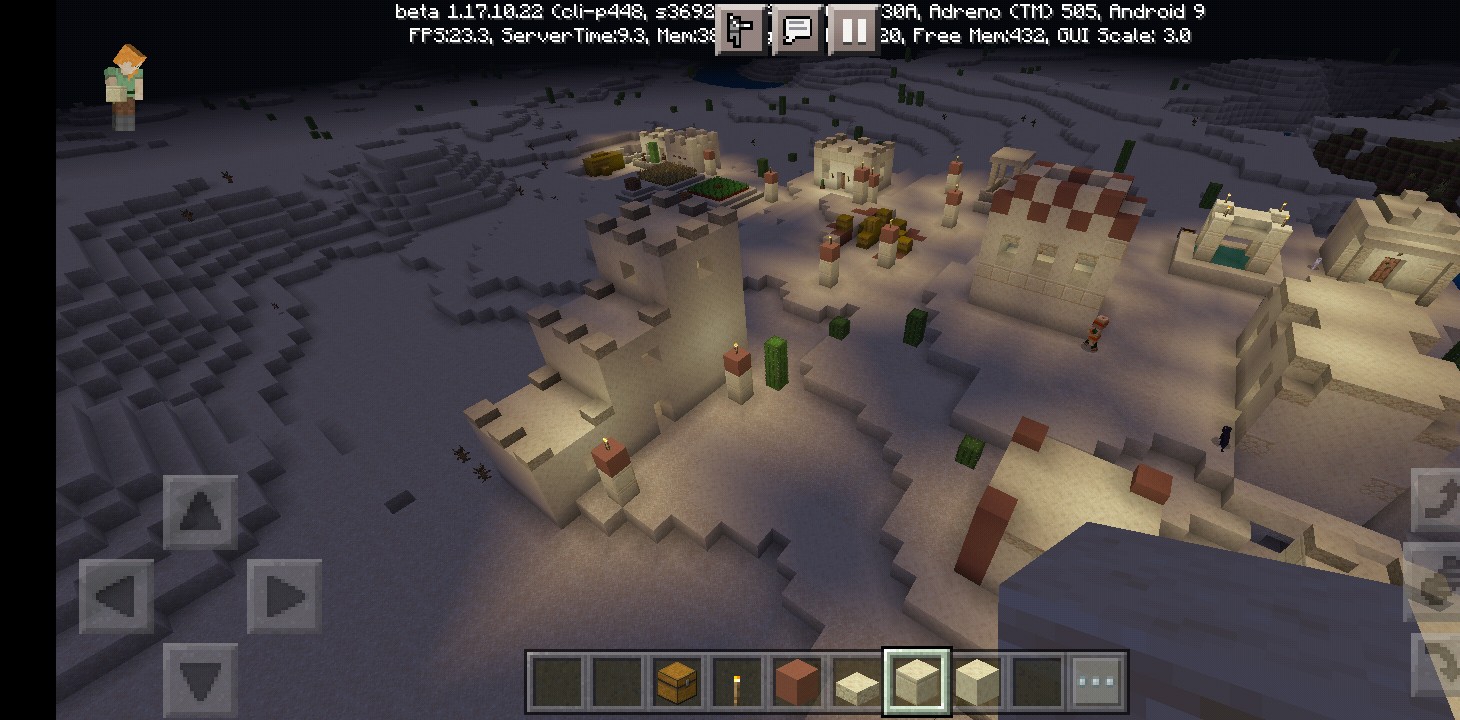 beta 1.17.10.22 (cli-p448, s3692 30A, Adreno (TM) 505, Android 9
FPS:23.3, ServerTime:9.3, Mem:38 20, Free Mem:432, GUI Scale: 3.0